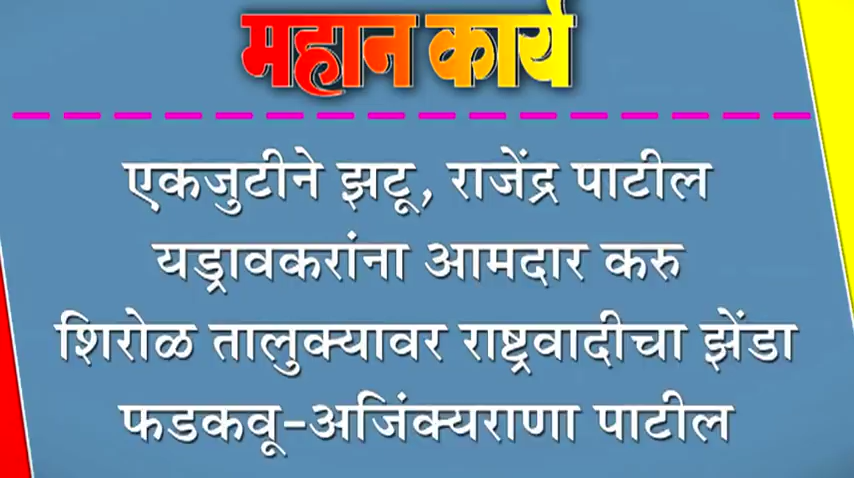 महान कार्य
एकजुटीने झटू, राजेंद्र पाटील
यड्रावकरांना आमदार करु
शिरोळ तालुक्यावर राष्ट्रवादीचा झेंडा
फडकवू-अजिंक्यराणा पाटील